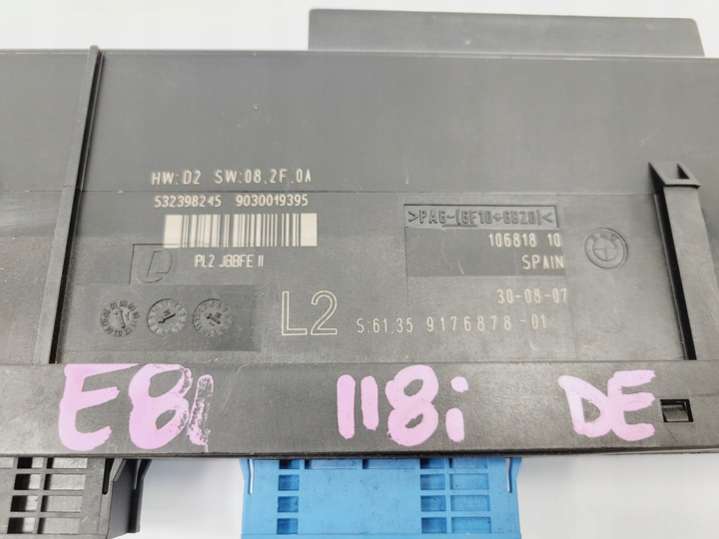 HW:D2 SW:08.2F.0A
532398245 9030019395
>PA6-(GF10+GB20)<
PL2 JBBFE II
106818 10
SPAIN
30-08-07
L2 S:61.35 9176878-01
E81 118i DE